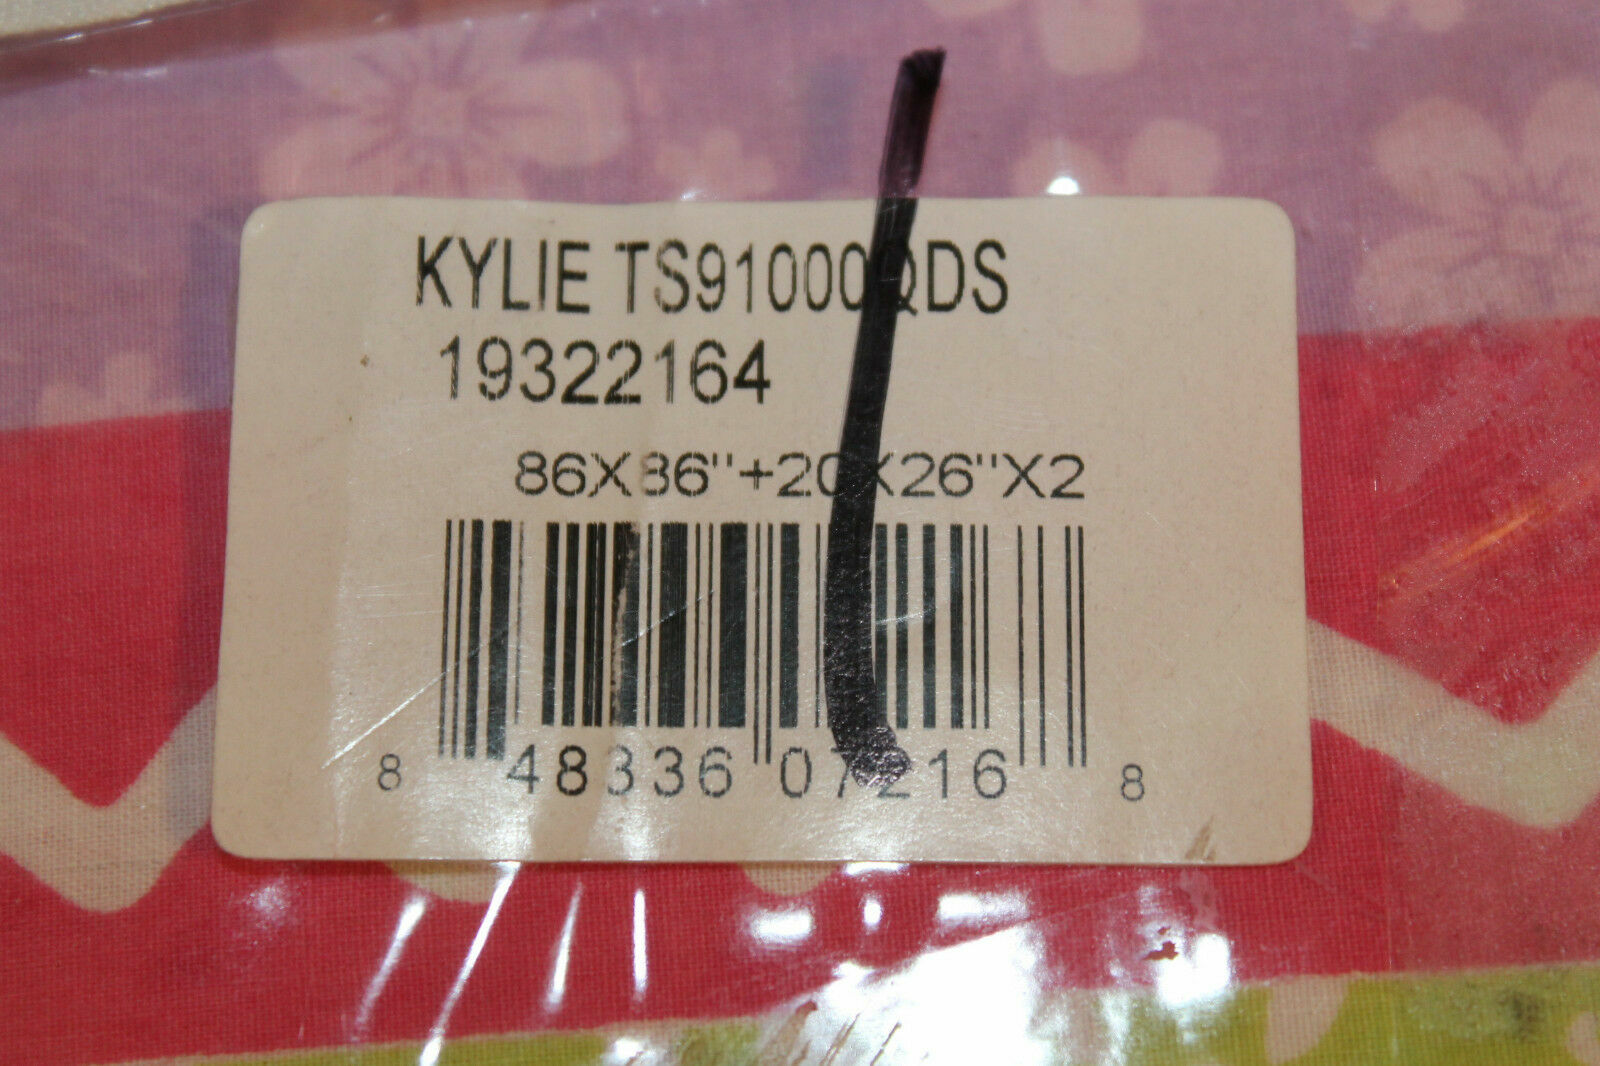 KYLIE TS91000QDS
19322164
86X86"+20X26"X2
8 48336 07216 8